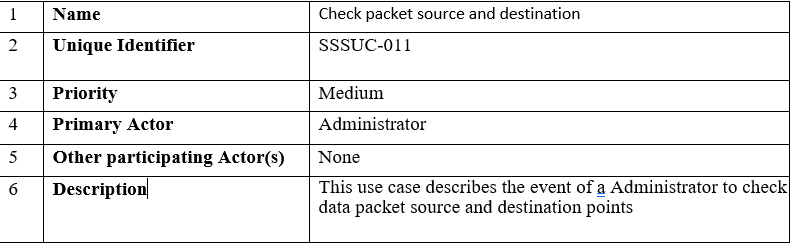 1 Name Check packet source and destination
2 Unique Identifier SSSUC-011
3 Priority Medium
4 Primary Actor Administrator
5 Other participating Actor(s) None
6 Description This use case describes the event of a Administrator to check
data packet source and destination points